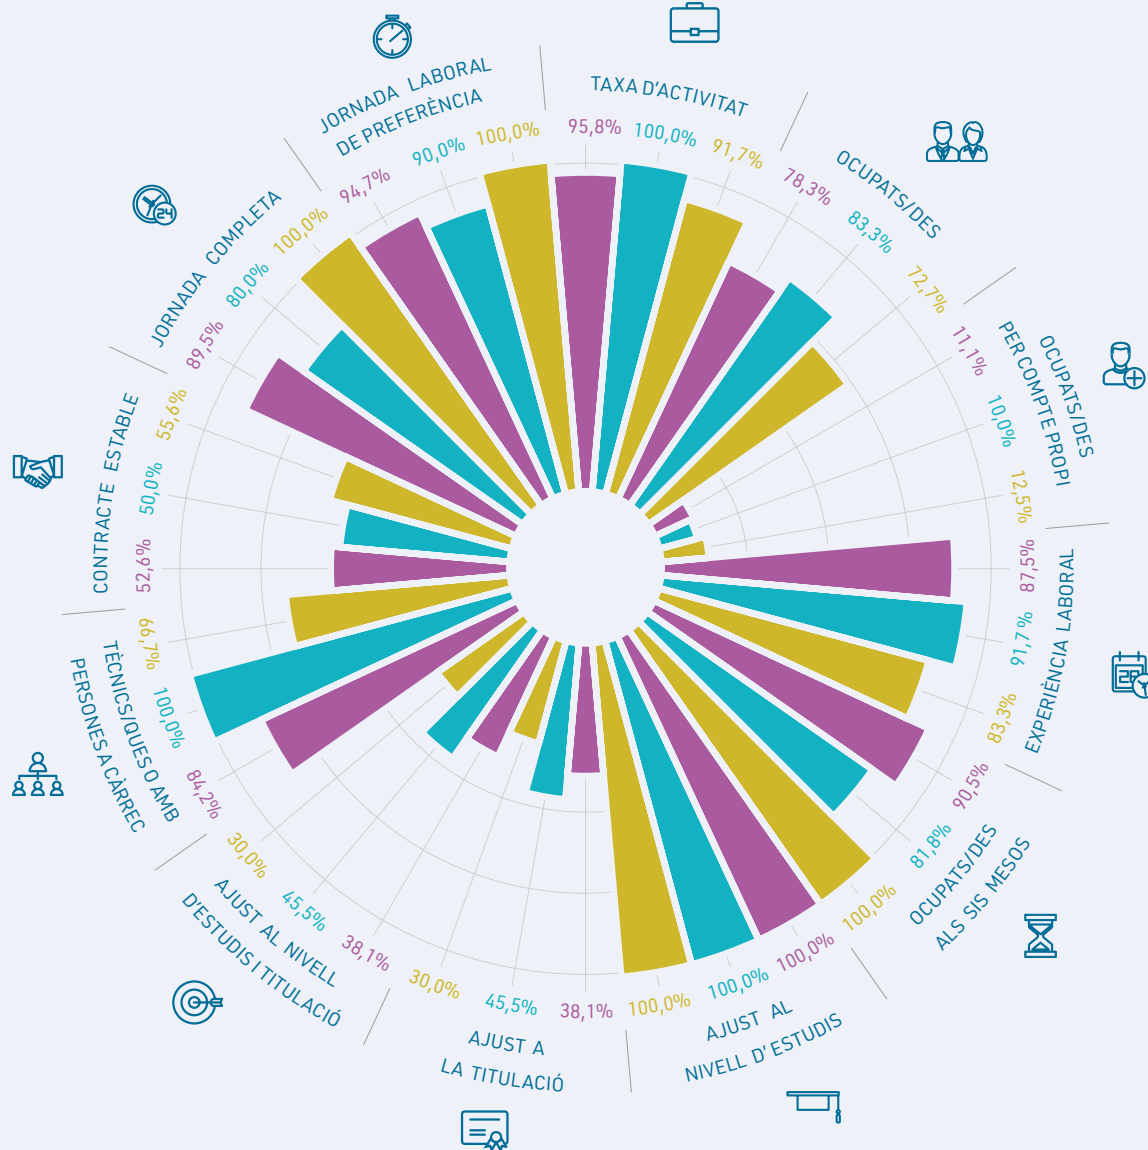 TAXA D'ACTIVITAT
95,8%
100,0%
91,7%
OCUPATS/DES
78,3%
83,3%
72,7%
OCUPATS/DES
PER COMPTE PROPI
11,1%
10,0%
12,5%
EXPERIÈNCIA LABORAL
87,5%
91,7 %
83,3%
OCUPATS/DES
ALS SIS MESOS
90,5%
81,8%
100,0%
AJUST AL
NIVELL D'ESTUDIS
100,0%
100,0%
100,0%
AJUST A
LA TITULACIÓ
38,1%
45,5%
30,0%
AJUST AL NIVELL
D'ESTUDIS I TITULACIÓ
38,1%
45,5%
30,0%
TÈCNICS/QUES O AMB
PERSONES A CÀRREC
84,2%
100,0%
66,7%
CONTRACTE ESTABLE
52,6%
50,0%
55,6%
JORNADA COMPLETA
89,5%
80,0%
100,0%
24
JORNADA LABORAL
DE PREFERÈNCIA
94,7%
90,0%
100,0%